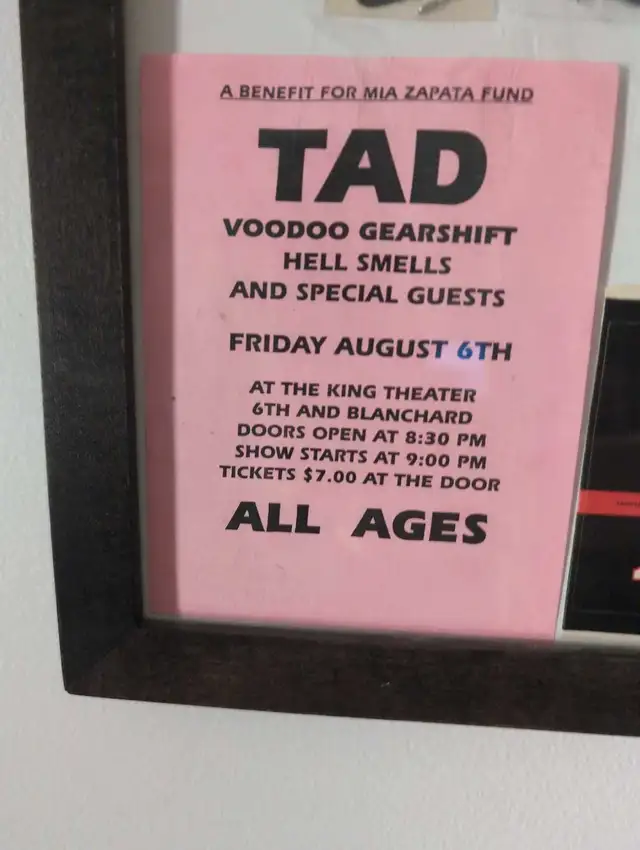 A BENEFIT FOR MIA ZAPATA FUND
TAD
VOODOO GEARSHIFT
HELL SMELLS
AND SPECIAL GUESTS
FRIDAY AUGUST 6TH
AT THE KING THEATER
6TH AND BLANCHARD
DOORS OPEN AT 8:30 PM
SHOW STARTS AT 9:00 PM
TICKETS $7.00 AT THE DOOR
ALL AGES